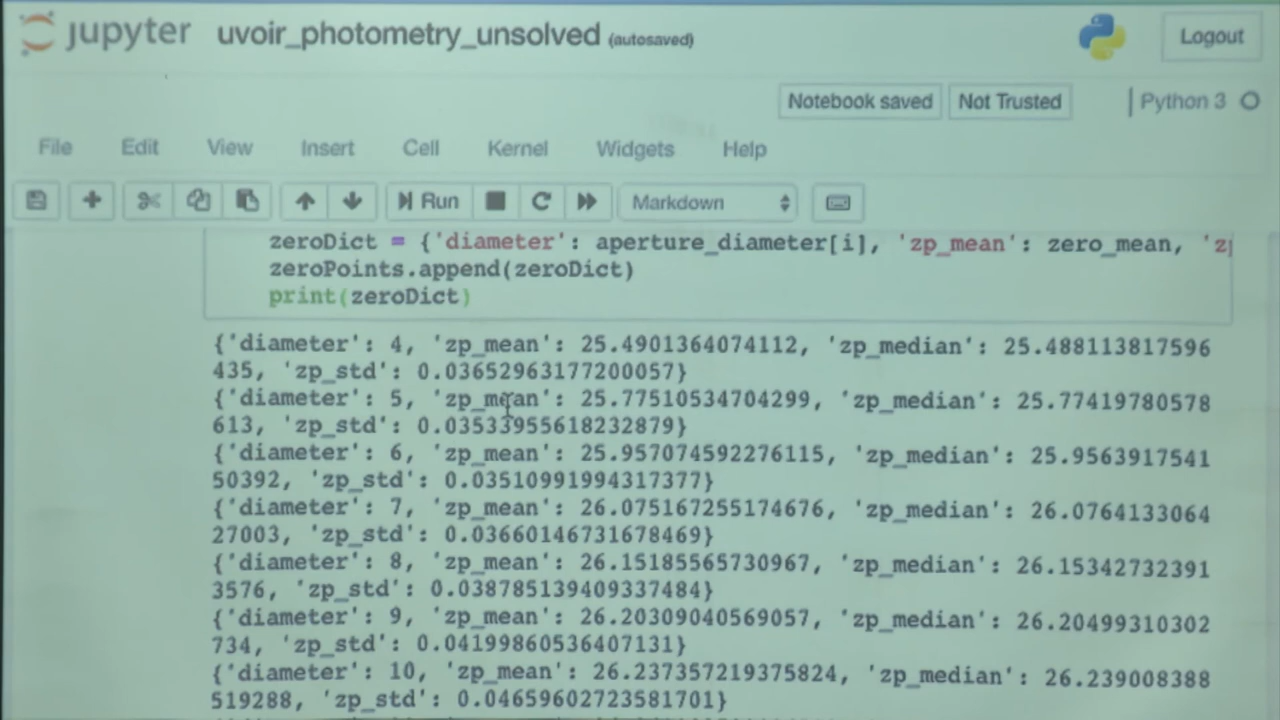 jupyter uvoir_photometry_unsolved (autosaved)
Logout
Notebook saved Not Trusted Python 3
File Edit View Insert Cell Kernel Widgets Help
Run Markdown
zeroDict = {'diameter': aperture_diameter[i], 'zp_mean': zero_mean, 'z
zeroPoints.append(zeroDict)
print(zeroDict)
{'diameter': 4, 'zp_mean': 25.4901364074112, 'zp_median': 25.488113817596
435, 'zp_std': 0.03652963177200057}
{'diameter': 5, 'zp_mean': 25.77510534704299, 'zp_median': 25.77419780578
613, 'zp_std': 0.03533955618232879}
{'diameter': 6, 'zp_mean': 25.957074592276115, 'zp_median': 25.9563917541
50392, 'zp_std': 0.03510991994317377}
{'diameter': 7, 'zp_mean': 26.075167255174676, 'zp_median': 26.0764133064
27003, 'zp_std': 0.03660146731678469}
{'diameter': 8, 'zp_mean': 26.15185565730967, 'zp_median': 26.15342732391
3576, 'zp_std': 0.038785139409337484}
{'diameter': 9, 'zp_mean': 26.20309040569057, 'zp_median': 26.20499310302
734, 'zp_std': 0.04199860536407131}
{'diameter': 10, 'zp_mean': 26.237357219375824, 'zp_median': 26.239008388
519288, 'zp_std': 0.04659602723581701}